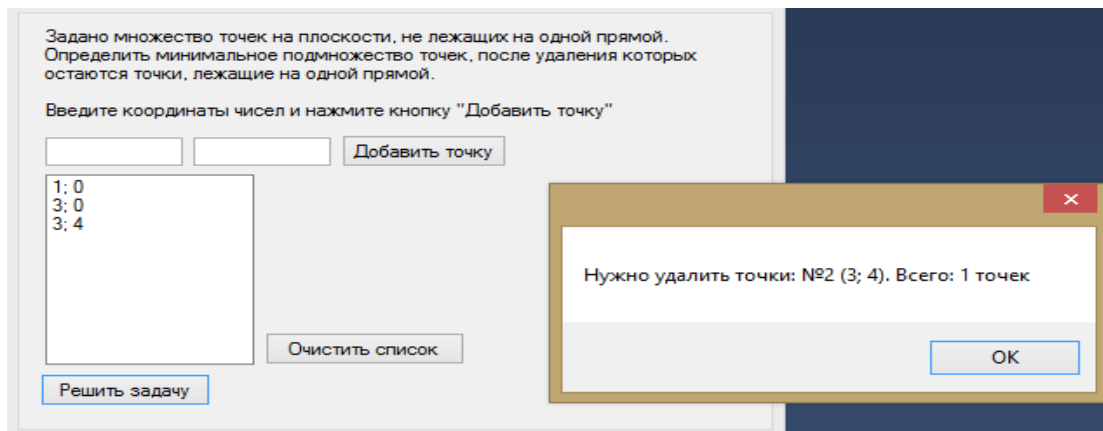 Задано множество точек на плоскости, не лежащих на одной прямой.
Определить минимальное подмножество точек, после удаления которых
остаются точки, лежащие на одной прямой.
Введите координаты чисел и нажмите кнопку "Добавить точку"
Добавить точку
1; 0
3; 0
3; 4
Очистить список
Решить задачу
×
Нужно удалить точки: №2 (3; 4). Всего: 1 точек
OK